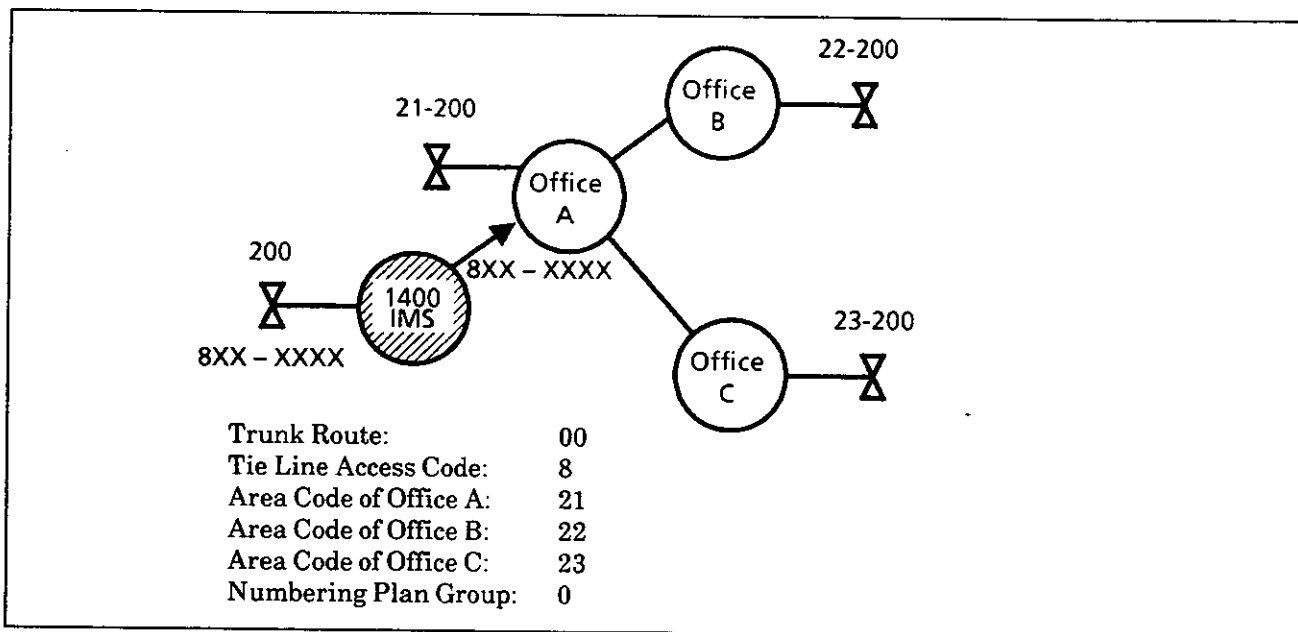 22-200
Office
B
21-200
Office
A
200
8XX – XXXX
1400
IMS
23-200
8XX – XXXX
Office
C
Trunk Route: 00
Tie Line Access Code: 8
Area Code of Office A: 21
Area Code of Office B: 22
Area Code of Office C: 23
Numbering Plan Group: 0